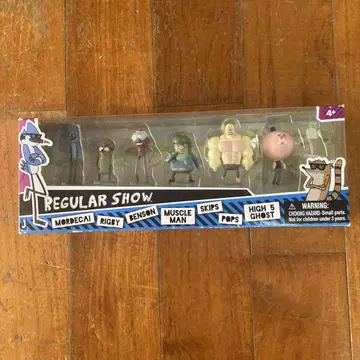 4+
REGULAR SHOW
MORDECAI
RIGBY
BENSON
MUSCLE
MAN
SKIPS
POPS
HIGH 5
GHOST
WARNING:
CHOKING HAZARD-Small parts.
Not for children under 3 years.